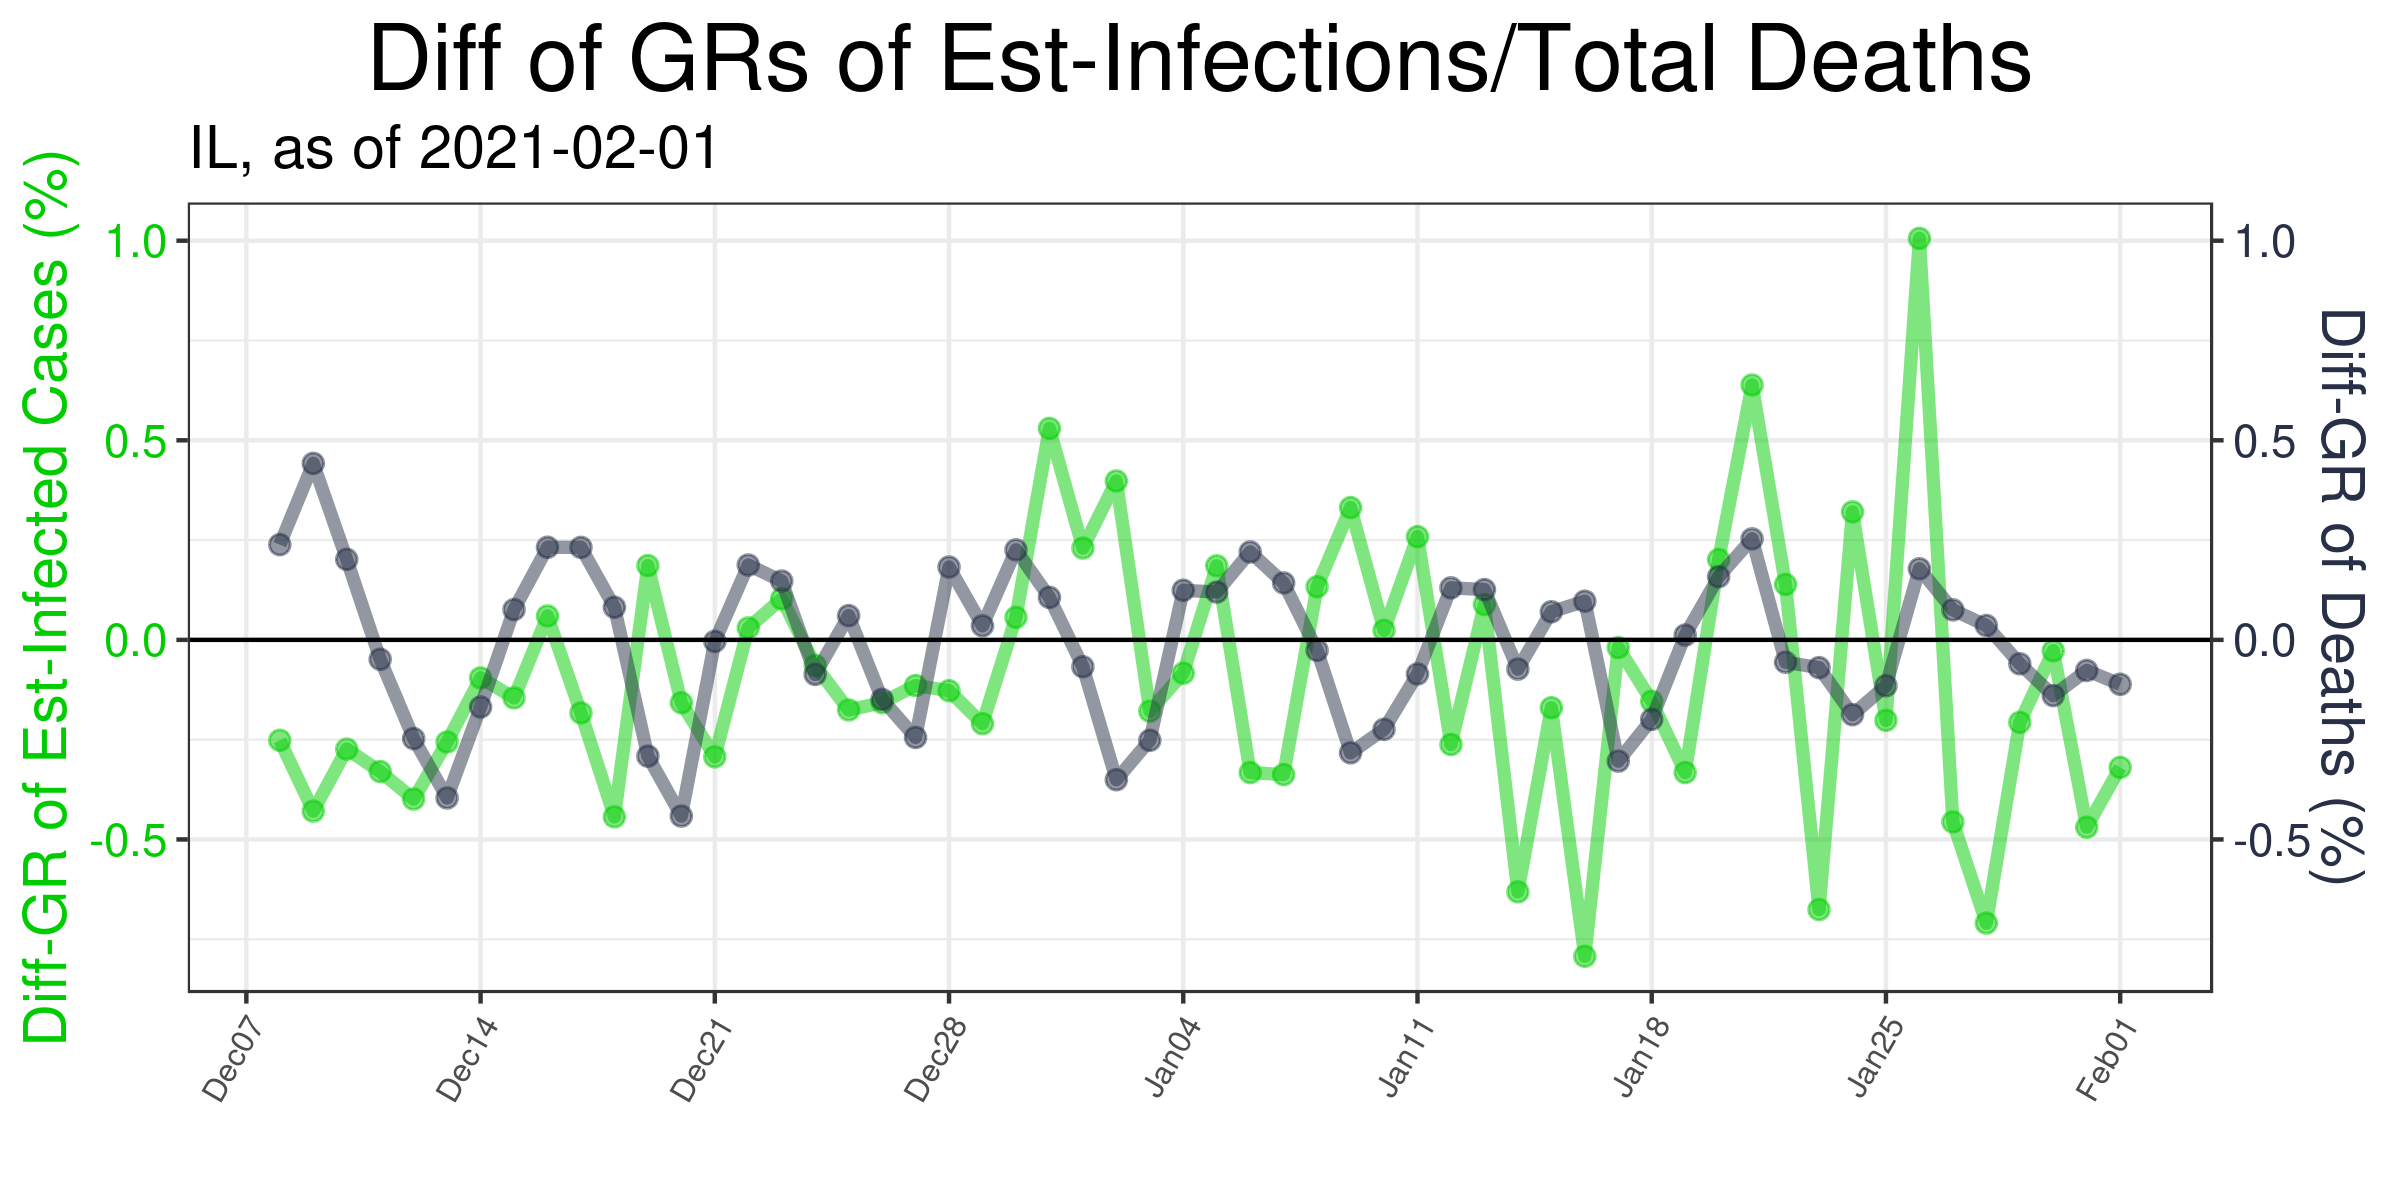 Diff of GRs of Est-Infections/Total Deaths
IL, as of 2021-02-01
Diff-GR of Est-Infected Cases (%)
1.0
0.5
0.0
-0.5
1.0
0.5
0.0
-0.5
Diff-GR of Deaths (%)
Dec07
Dec14
Dec21
Dec28
Jan04
Jan11
Jan18
Jan25
Feb01